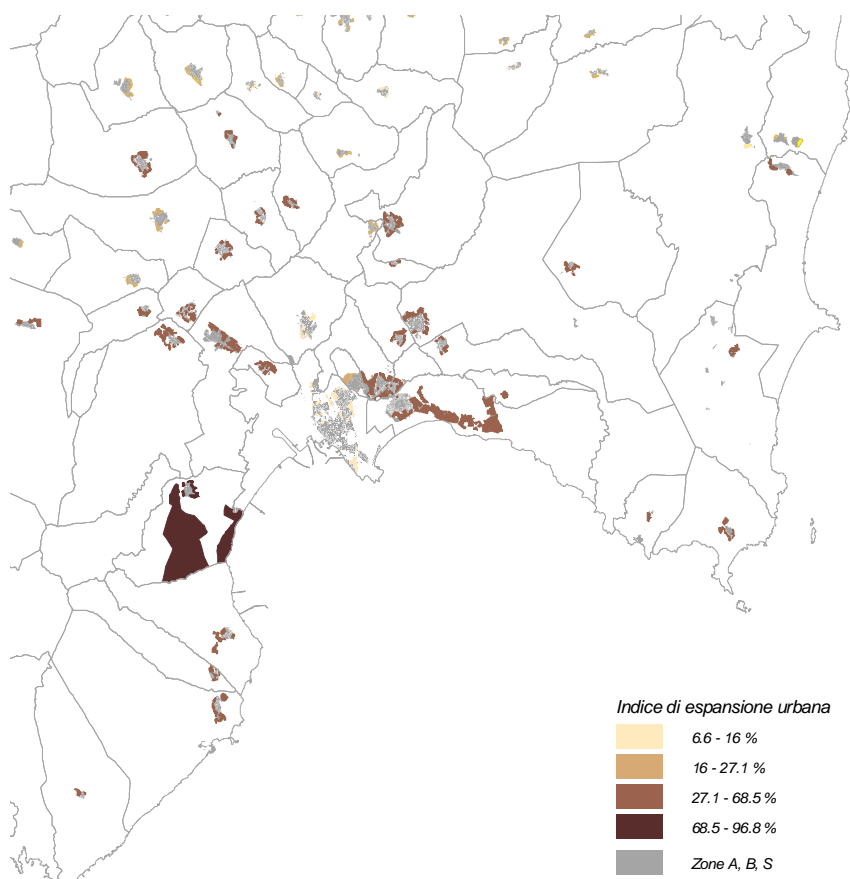 Indice di espansione urbana
6.6 - 16 %
16 - 27.1 %
27.1 - 68.5 %
68.5 - 96.8 %
Zone A, B, S